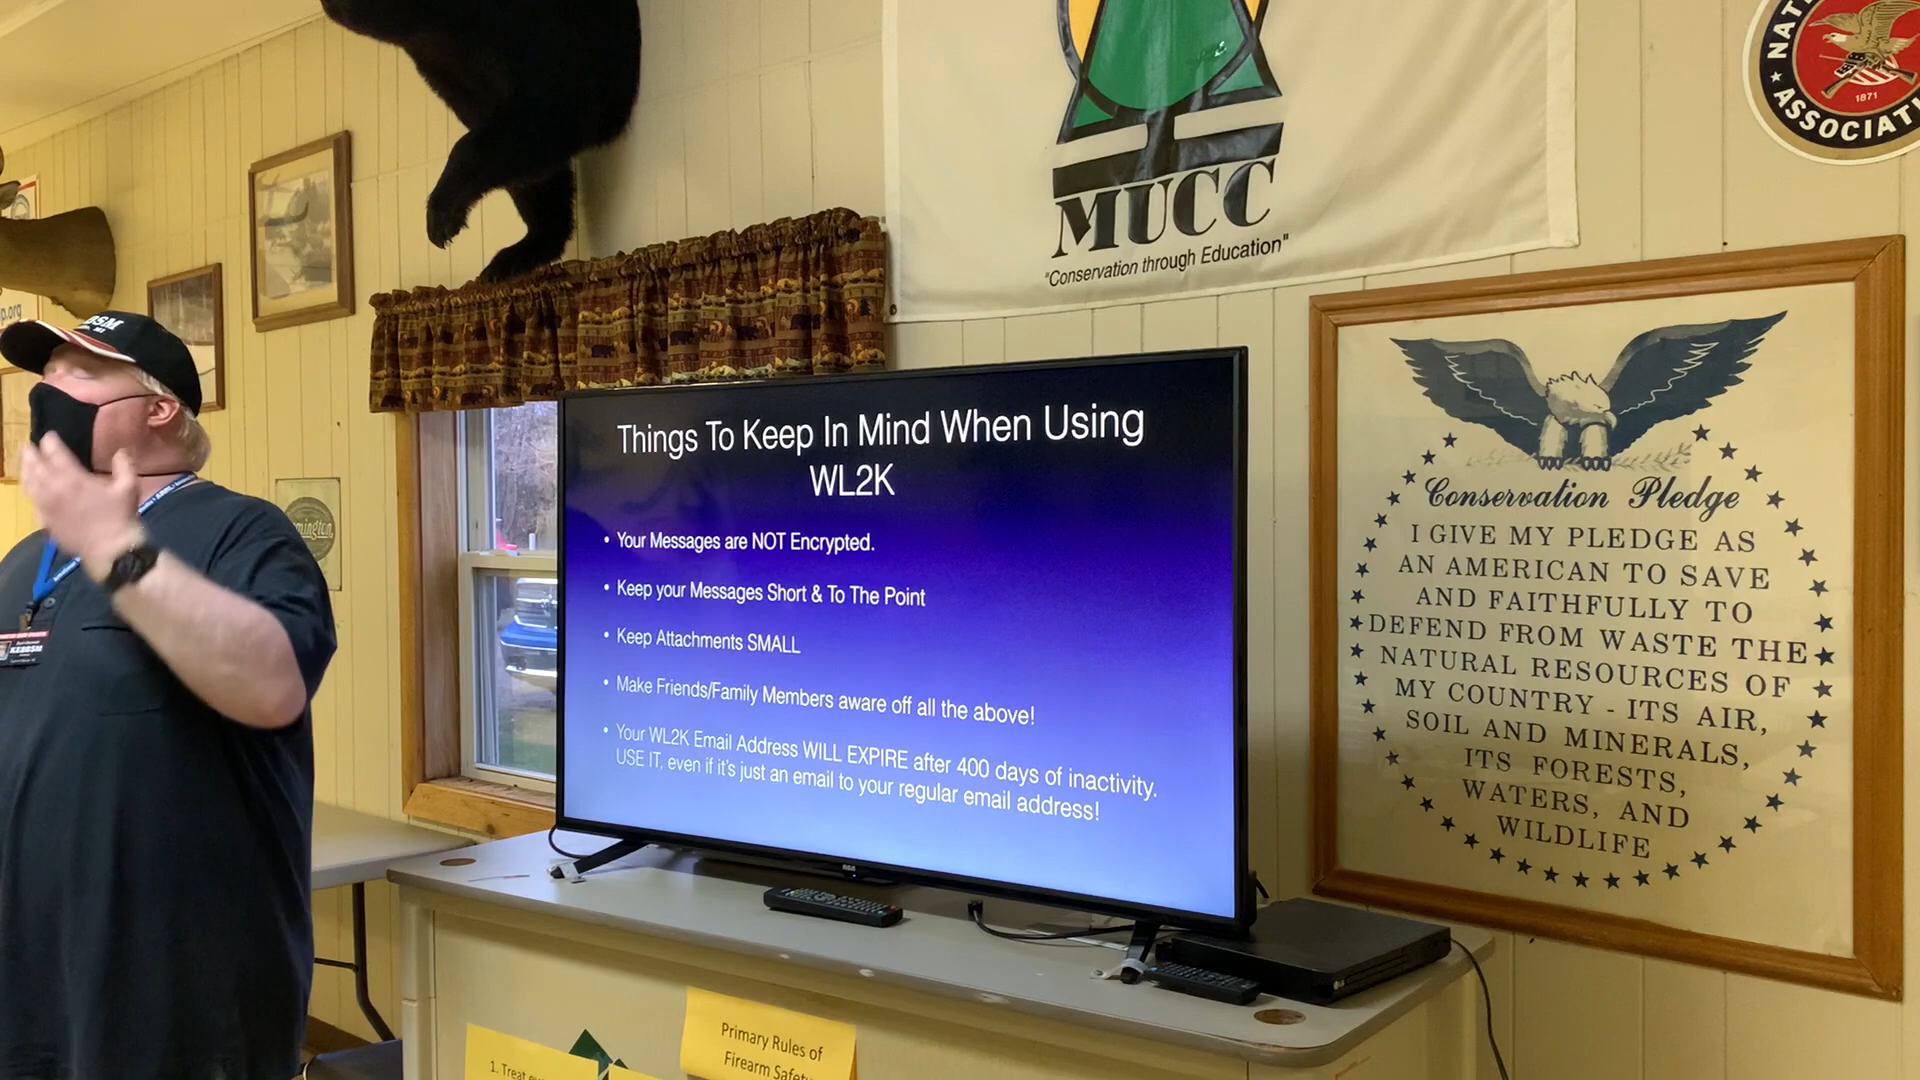 MUCC
"Conservation through Education"
1871
ASSOCIATI
p.org
Things To Keep In Mind When Using
WL2K
• Your Messages are NOT Encrypted.
• Keep your Messages Short & To The Point
• Keep Attachments SMALL
• Make Friends/Family Members aware off all the above!
• Your WL2K Email Address WILL EXPIRE after 400 days of inactivity.
USE IT, even if it's just an email to your regular email address!
RCA
Conservation Pledge
I GIVE MY PLEDGE AS
AN AMERICAN TO SAVE
AND FAITHFULLY TO
DEFEND FROM WASTE THE
NATURAL RESOURCES OF
MY COUNTRY - ITS AIR,
SOIL AND MINERALS,
ITS FORESTS,
WATERS, AND
WILDLIFE
mington
Primary Rules of
Firearm Safety
1. Treat